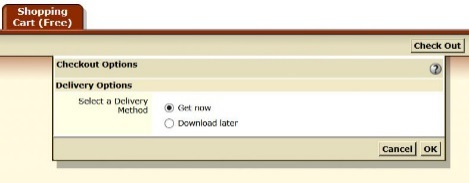 Shopping
Cart (Free)
Check Out
Checkout Options
?
Delivery Options
Select a Delivery
Method
Get now
Download later
Cancel OK